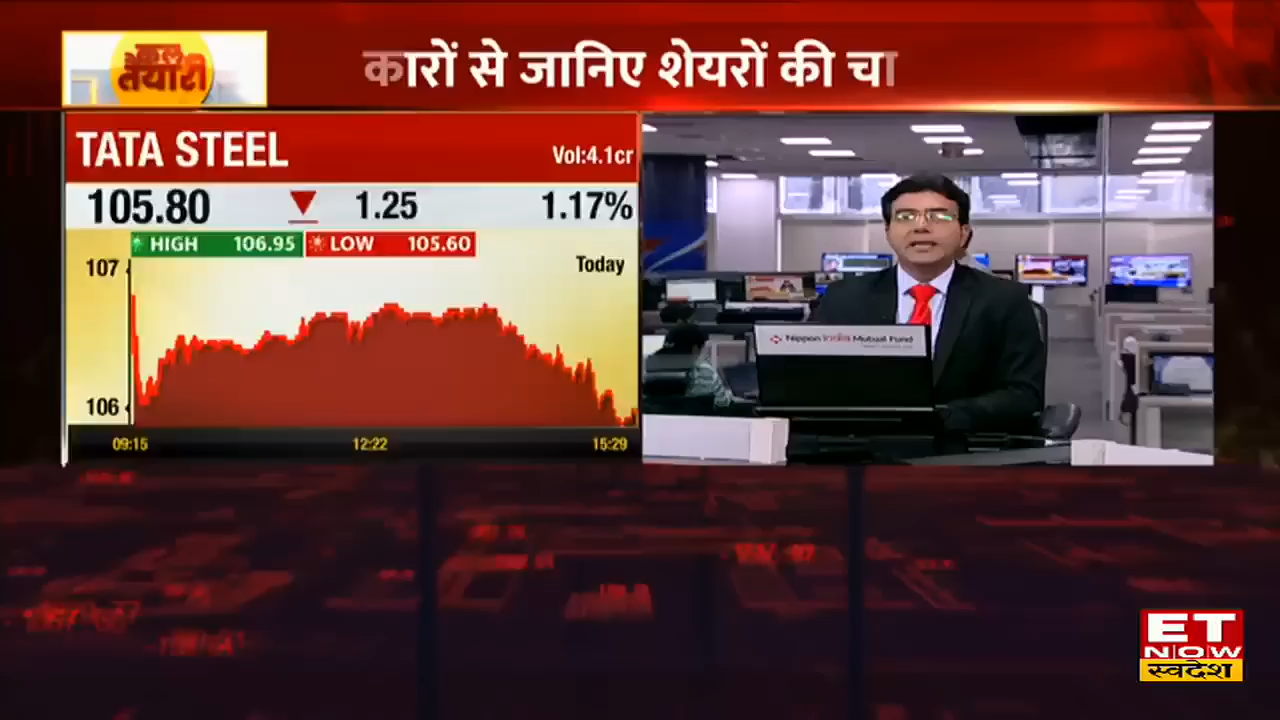 कल
की
तैयारी
कारों से जानिए शेयरों की चा
TATA STEEL
Vol:4.1cr
105.80 ▼ 1.25 1.17%
HIGH 106.95 LOW 105.60
Today
107
106
09:15 12:22 15:29
Nippon India Mutual Fund
ET
NOW
स्वदेश